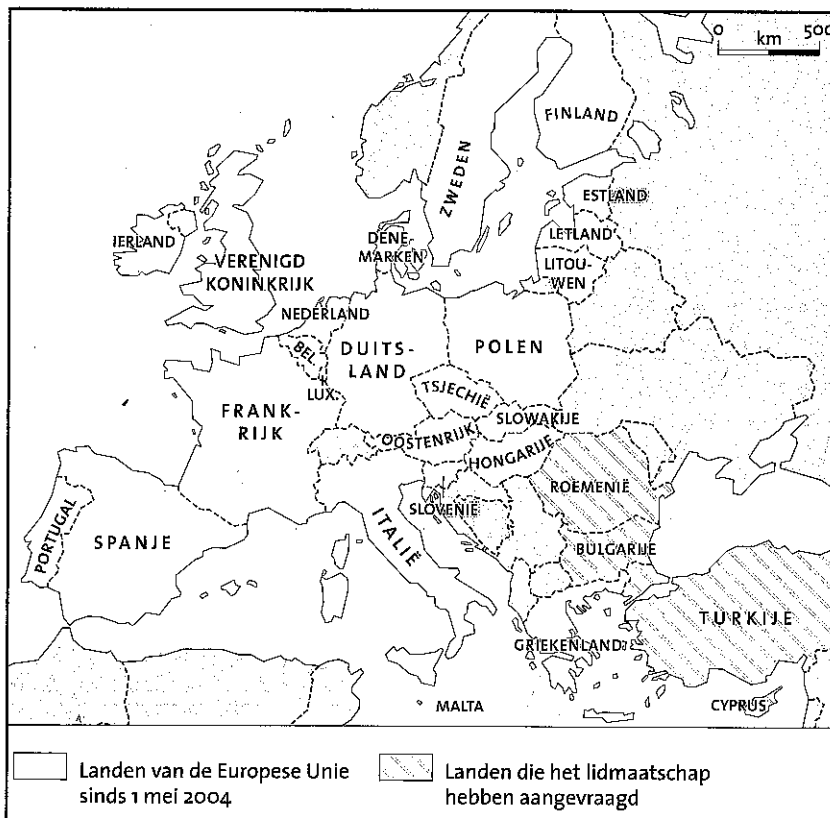 0 km 500
FINLAND
ZWEDEN
ESTLAND
LETLAND
LITOU-
WEN
DENE-
MARKEN
IERLAND
VERENIGD
KONINKRIJK
NEDERLAND
BEL.
LUX.
DUITS-
LAND
POLEN
TSJECHIË
SLOWAKIJE
OOSTENRIJK
HONGARIJE
FRANK-
RIJK
ROEMENIË
SLOVENIË
ITALIË
BULGARIJE
PORTUGAL
SPANJE
TURKIJE
GRIEKENLAND
MALTA
CYPRUS
Landen van de Europese Unie
sinds 1 mei 2004
Landen die het lidmaatschap
hebben aangevraagd